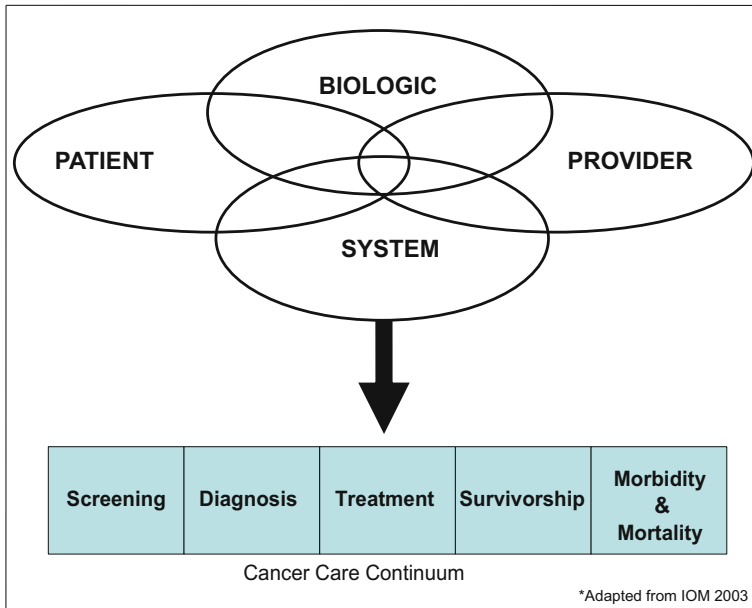 BIOLOGIC
PATIENT
PROVIDER
SYSTEM
Screening
Diagnosis
Treatment
Survivorship
Morbidity
&
Mortality
Cancer Care Continuum
*Adapted from IOM 2003